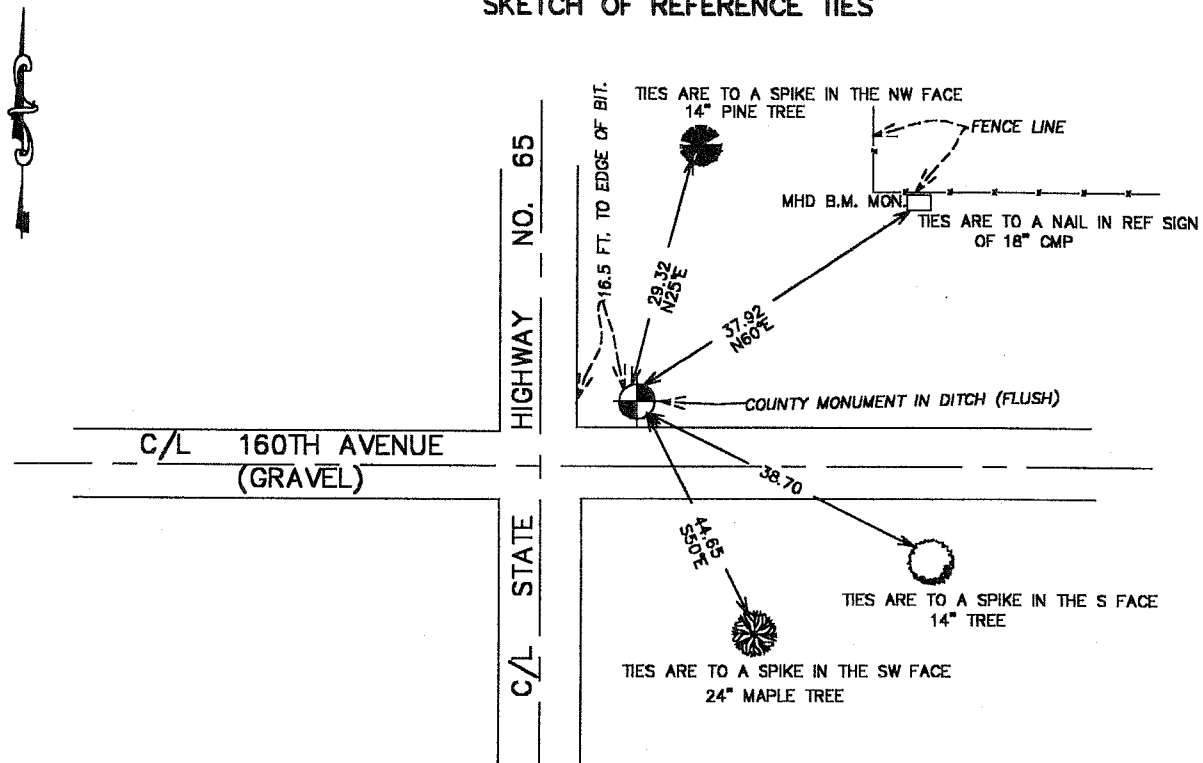 SKETCH OF REFERENCE TIES
TIES ARE TO A SPIKE IN THE NW FACE
14" PINE TREE
16.5 FT. TO EDGE OF BIT.
FENCE LINE
MHD B.M. MON.
TIES ARE TO A NAIL IN REF SIGN
OF 18" CMP
29.32
N25°E
37.92
N60°E
COUNTY MONUMENT IN DITCH (FLUSH)
C/L STATE HIGHWAY NO. 65
C/L 160TH AVENUE
(GRAVEL)
38.70
44.65
S50°E
TIES ARE TO A SPIKE IN THE S FACE
14" TREE
TIES ARE TO A SPIKE IN THE SW FACE
24" MAPLE TREE